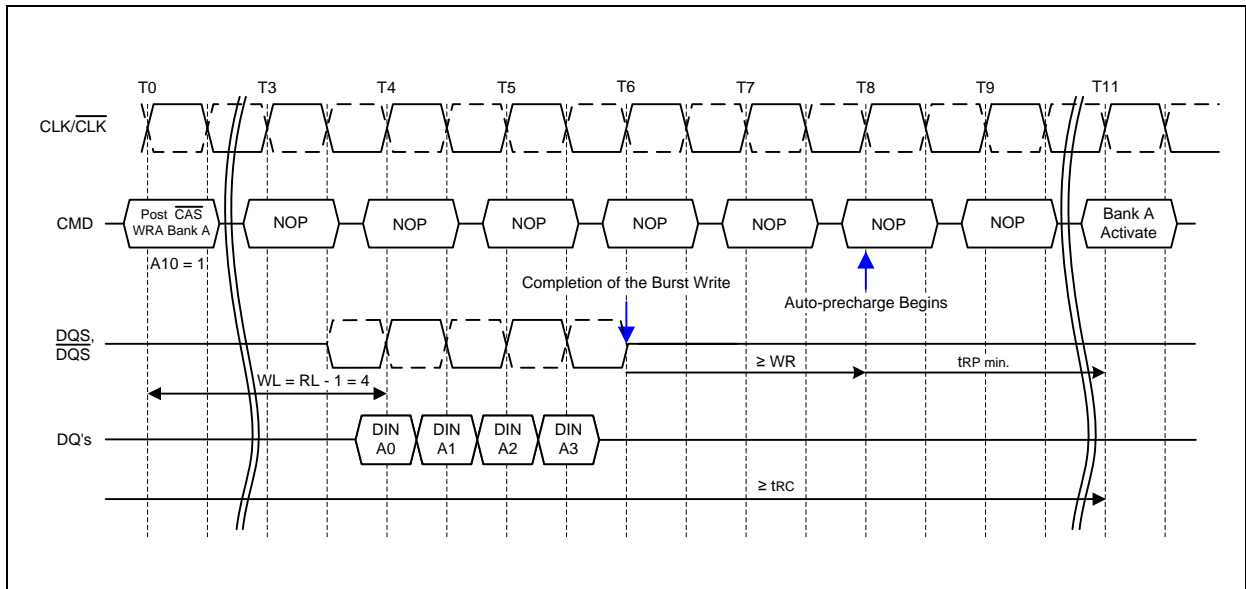 T0 T3 T4 T5 T6 T7 T8 T9 T11
CLK/CLK
CMD
Post CAS
WRA Bank A
NOP NOP NOP NOP NOP NOP NOP
Bank A
Activate
A10 = 1
Completion of the Burst Write
Auto-precharge Begins
DQS,
DQS
≥ WR
tRP min.
WL = RL - 1 = 4
DQ's
DIN
A0
DIN
A1
DIN
A2
DIN
A3
≥ tRC